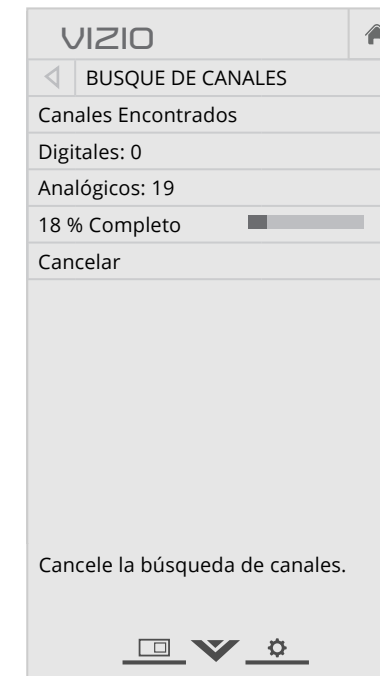 VIZIO
BUSQUE DE CANALES
Canales Encontrados
Digitales: 0
Analógicos: 19
18 % Completo
Cancelar
Cancele la búsqueda de canales.